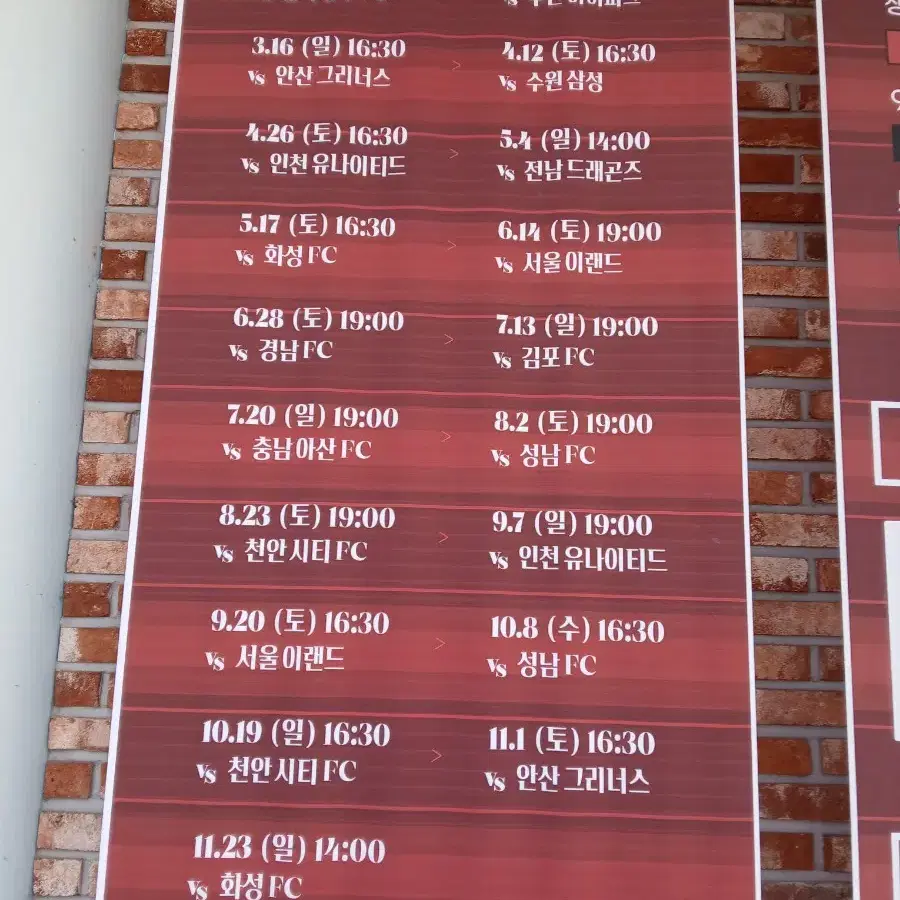 3.16 (일) 16:30
vs 안산 그리너스
4.12 (토) 16:30
vs 수원 삼성
4.26 (토) 16:30
vs 인천 유나이티드
5.4 (일) 14:00
vs 전남 드래곤즈
5.17 (토) 16:30
vs 화성 FC
6.14 (토) 19:00
vs 서울 이랜드
6.28 (토) 19:00
vs 경남 FC
7.13 (일) 19:00
vs 김포 FC
7.20 (일) 19:00
vs 충남 아산 FC
8.2 (토) 19:00
vs 성남 FC
8.23 (토) 19:00
vs 천안 시티 FC
9.7 (일) 19:00
vs 인천 유나이티드
9.20 (토) 16:30
vs 서울 이랜드
10.8 (수) 16:30
vs 성남 FC
10.19 (일) 16:30
vs 천안 시티 FC
11.1 (토) 16:30
vs 안산 그리너스
11.23 (일) 14:00
vs 화성 FC